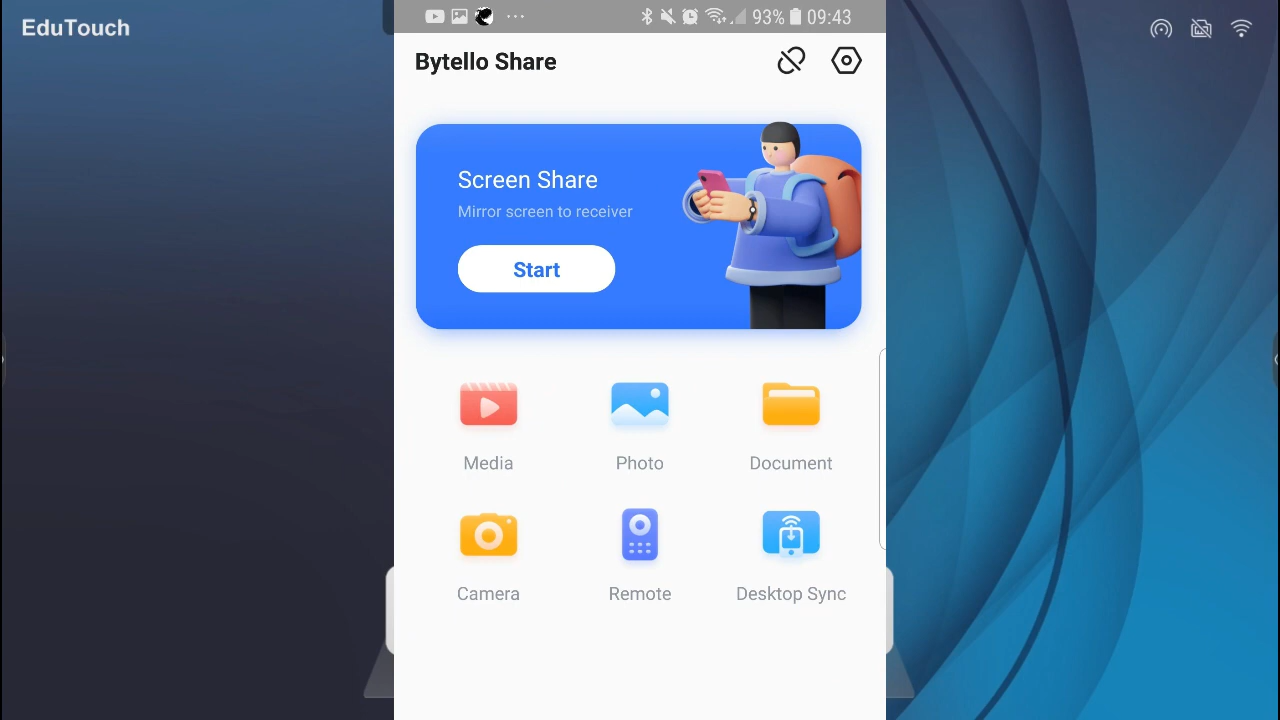 EduTouch
93% 09:43
Bytello Share
Screen Share
Mirror screen to receiver
Start
Media Photo Document
Camera Remote Desktop Sync